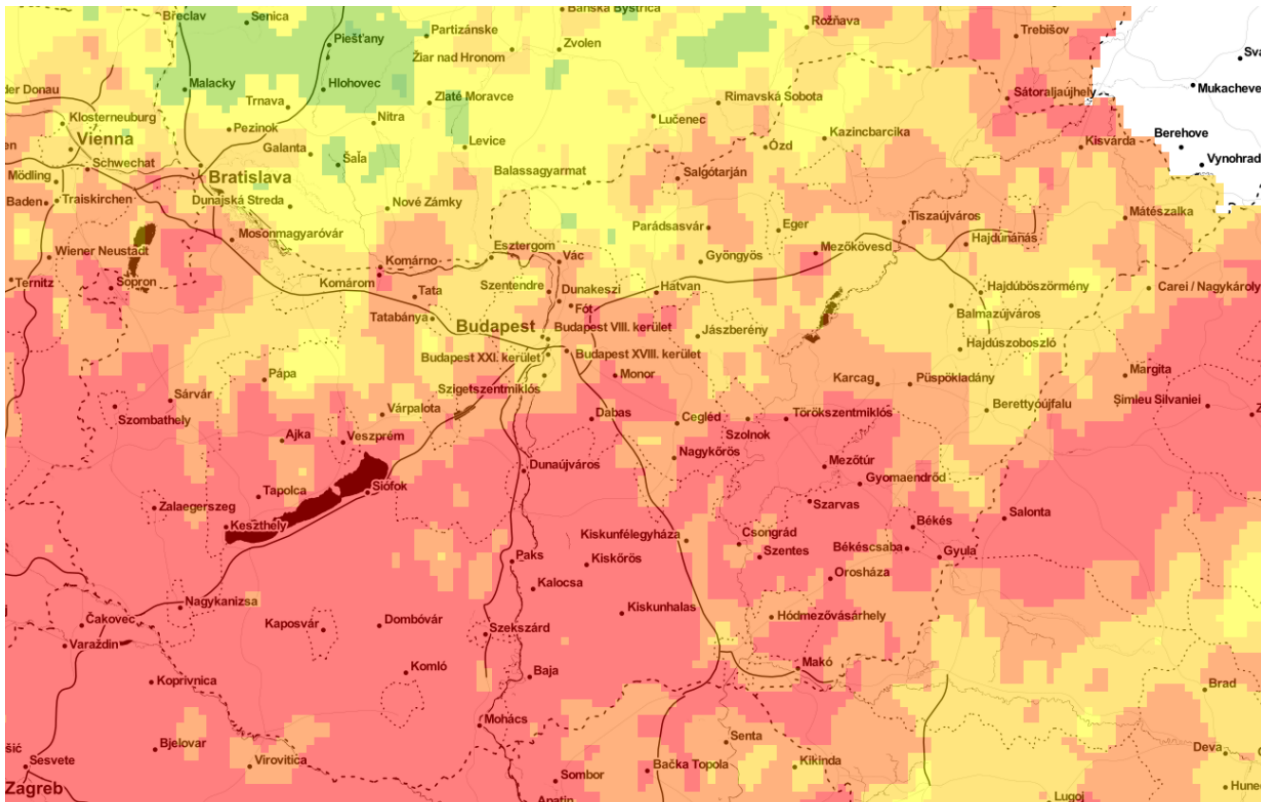 Břeclav
Senica
Banská Bystrica
Rožňava
Piešťany
Partizánske
Trebišov
Žiar nad Hronom
Zvolen
Malacky
Hlohovec
Mukacheve
der Donau
Trnava
Zlaté Moravce
Rimavská Sobota
Sátoraljaújhely
Klosterneuburg
Pezinok
Nitra
Lučenec
Kazincbarcika
Berehove
Vienna
Galanta
Levice
Ózd
Kisvárda
Schwechat
Šaľa
Vynohrad
Mödling
Bratislava
Balassagyarmat
Salgótarján
Baden
Traiskirchen
Dunajská Streda
Nové Zámky
Mátészalka
Mosonmagyaróvár
Parádsasvár
Eger
Tiszaújváros
Wiener Neustadt
Esztergom
Vác
Mezőkövesd
Hajdúnánás
Komárno
Gyöngyös
Ternitz
Sopron
Komárom
Tata
Szentendre
Dunakeszi
Hatvan
Hajdúböszörmény
Carei / Nagykároly
Fót
Balmazújváros
Tatabánya
Budapest
Budapest VIII. kerület
Jászberény
Budapest XXI. kerület
Budapest XVIII. kerület
Hajdúszoboszló
Pápa
Monor
Karcag
Püspökladány
Margita
Szigetszentmiklós
Sárvár
Szombathely
Várpalota
Dabas
Cegléd
Törökszentmiklós
Berettyóújfalu
Șimleu Silvaniei
Ajka
Veszprém
Szolnok
Nagykőrös
Dunaújváros
Mezőtúr
Gyomaendrőd
Tapolca
Siófok
Zalaegerszeg
Szarvas
Salonta
Keszthely
Békés
Kiskunfélegyháza
Csongrád
Békéscsaba
Paks
Kiskőrös
Szentes
Gyula
Orosháza
Kalocsa
Nagykanizsa
Kiskunhalas
Hódmezővásárhely
Čakovec
Kaposvár
Dombóvár
Szekszárd
Varaždin
Komló
Baja
Makó
Koprivnica
Brad
Mohács
Bjelovar
Senta
Deva
Sesvete
Virovitica
Sombor
Bačka Topola
Kikinda
Zagreb
Apatin
Lugoj